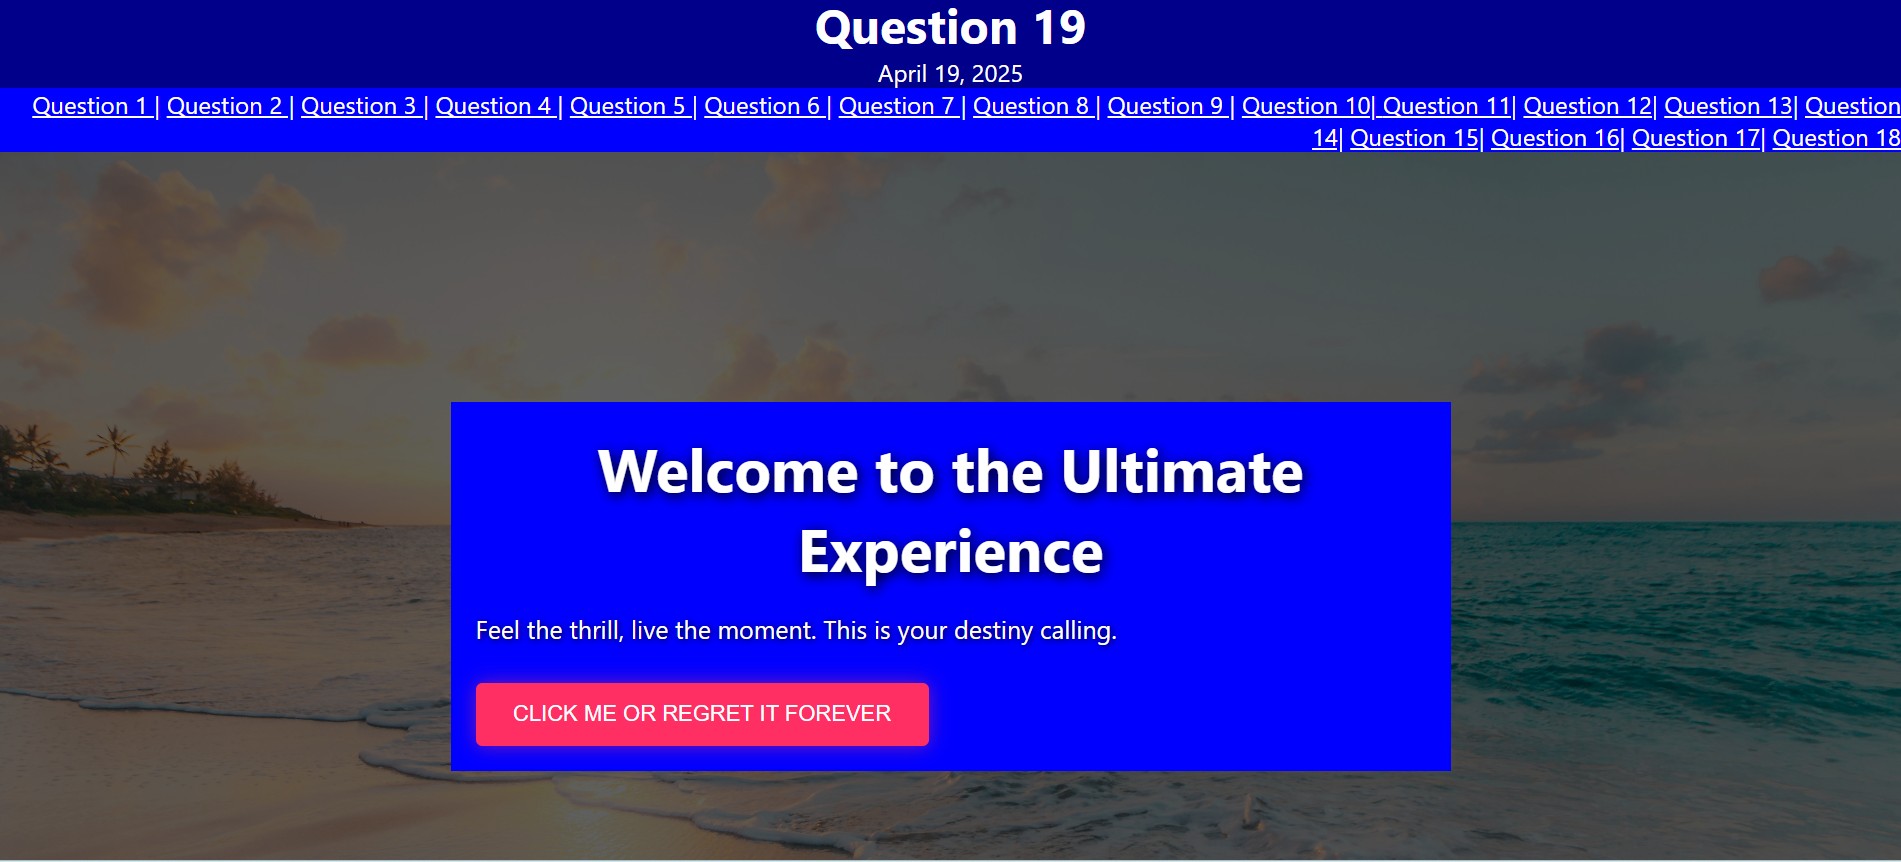 Question 19
April 19, 2025
Question 1 | Question 2 | Question 3 | Question 4 | Question 5 | Question 6 | Question 7 | Question 8 | Question 9 | Question 10| Question 11| Question 12| Question 13| Question
14| Question 15| Question 16| Question 17| Question 18
Welcome to the Ultimate
Experience
Feel the thrill, live the moment. This is your destiny calling.
CLICK ME OR REGRET IT FOREVER